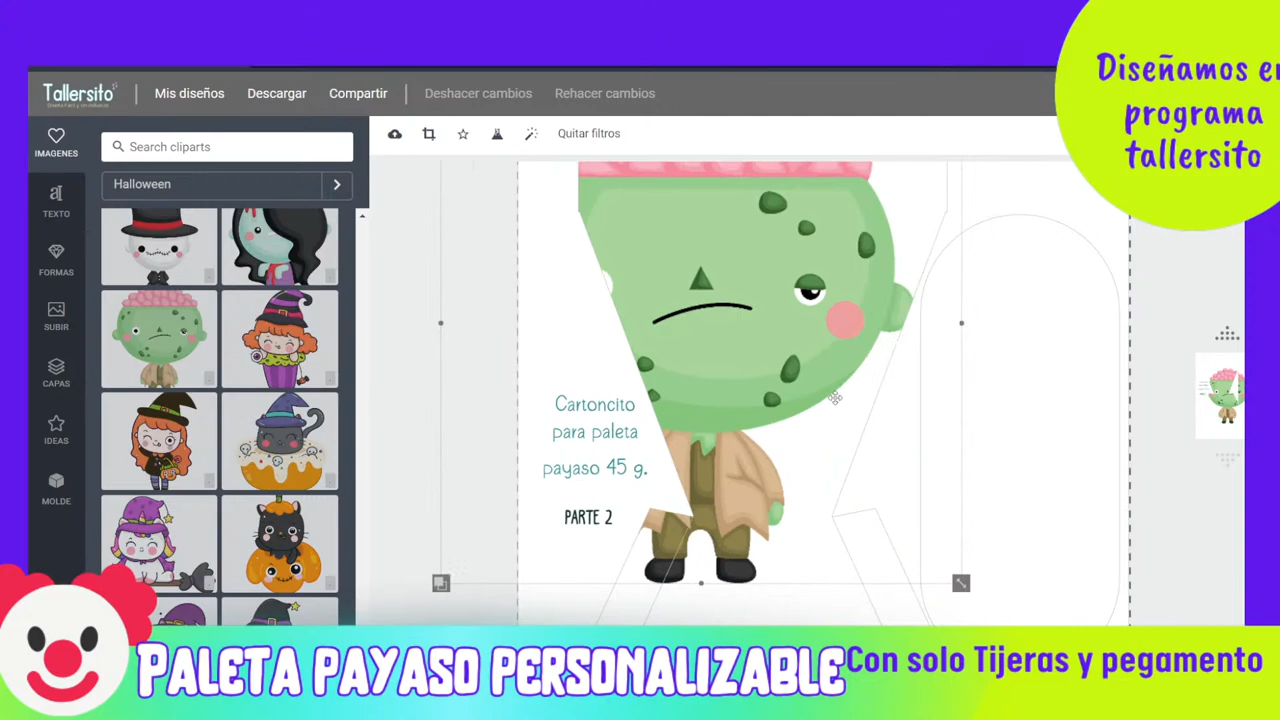 Diseñamos en
programa
tallersito
Tallersito
Mis diseños
Descargar
Compartir
Deshacer cambios
Rehacer cambios
IMAGENES
Search cliparts
Quitar filtros
Halloween
TEXTO
FORMAS
SUBIR
CAPAS
IDEAS
MOLDE
Cartoncito
para paleta
payaso 45 g.
PARTE 2
PALETA PAYASO PERSONALIZABLE
Con solo Tijeras y pegamento